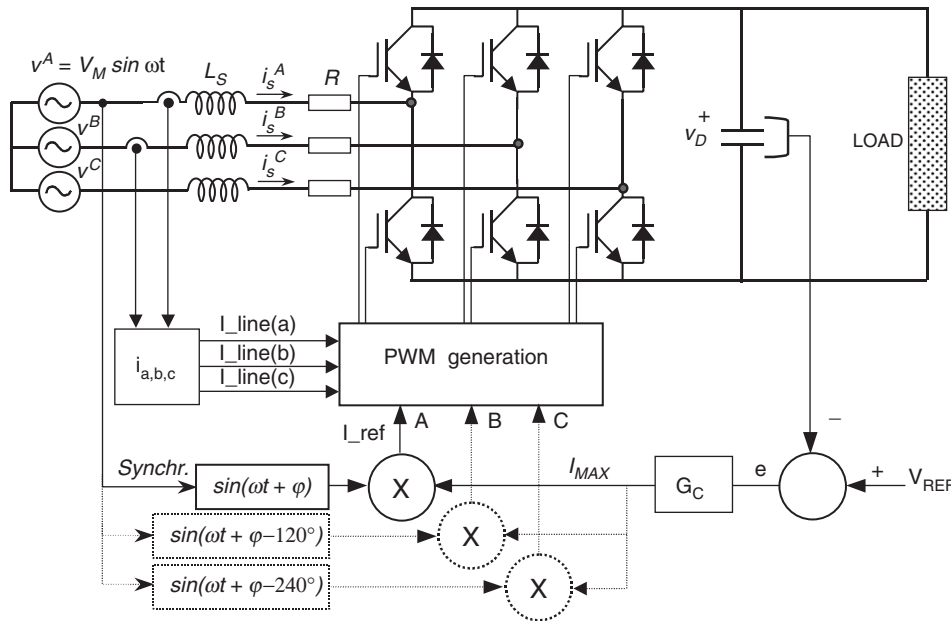 v^A = V_M sin ωt
L_S
i_s^A
R
v^B
i_s^B
v^C
i_s^C
+
v_D
LOAD
I_line(a)
I_line(b)
I_line(c)
i_a,b,c
PWM generation
A
B
C
I_ref
−
Synchr.
sin(ωt + φ)
X
I_MAX
G_C
e
+
V_REF
sin(ωt + φ−120°)
X
sin(ωt + φ−240°)
X